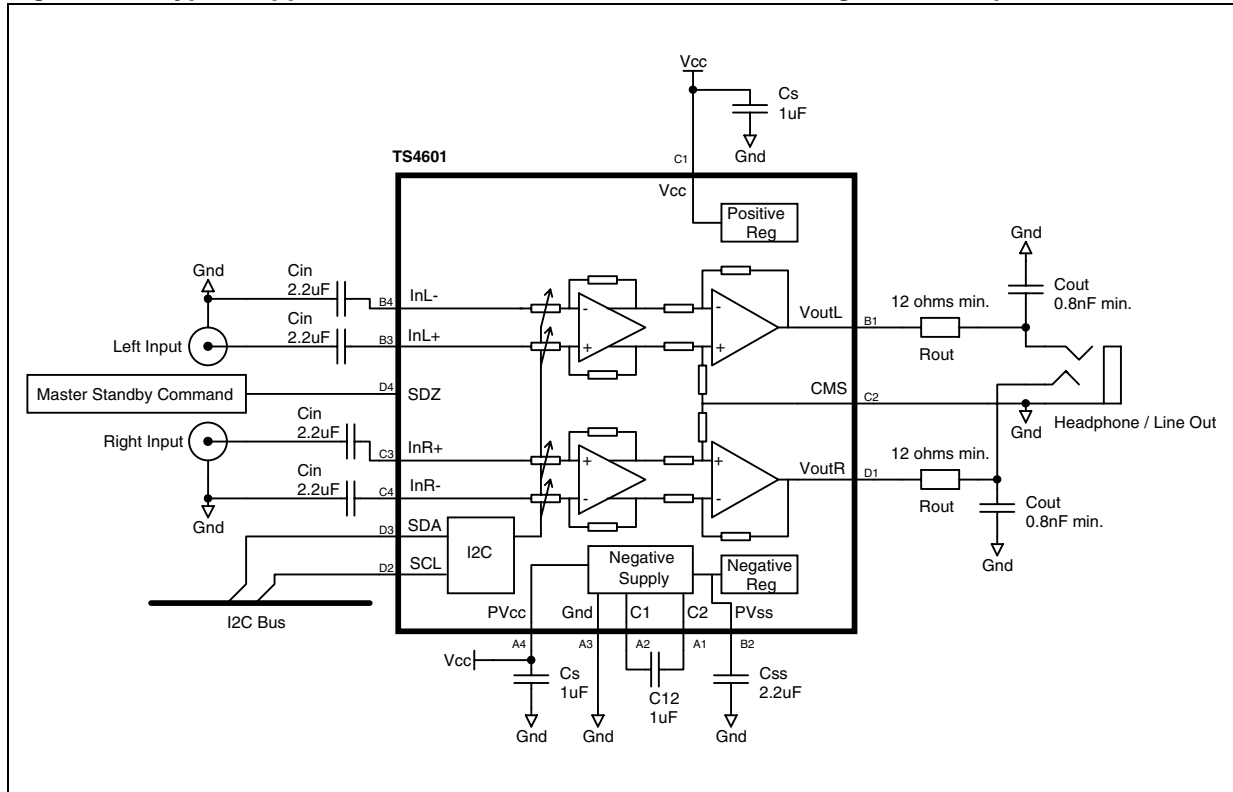 Vcc
Cs
1uF
Gnd
TS4601
C1
Vcc
Positive
Reg
Gnd
Cin
2.2uF
B4
InL-
Cin
2.2uF
B3
InL+
Left Input
Master Standby Command
D4
SDZ
Right Input
Cin
2.2uF
C3
InR+
Cin
2.2uF
C4
InR-
Gnd
D3
SDA
D2
SCL
I2C
I2C Bus
-
+
-
+
+
-
+
-
VoutL
B1
12 ohms min.
Rout
Gnd
Cout
0.8nF min.
CMS
C2
Gnd
Headphone / Line Out
VoutR
D1
12 ohms min.
Rout
Cout
0.8nF min.
Gnd
Negative
Supply
Negative
Reg
PVcc
Gnd
C1
C2
PVss
A4
A3
A2
A1
B2
Vcc
Cs
1uF
Gnd
Gnd
C12
1uF
Css
2.2uF
Gnd